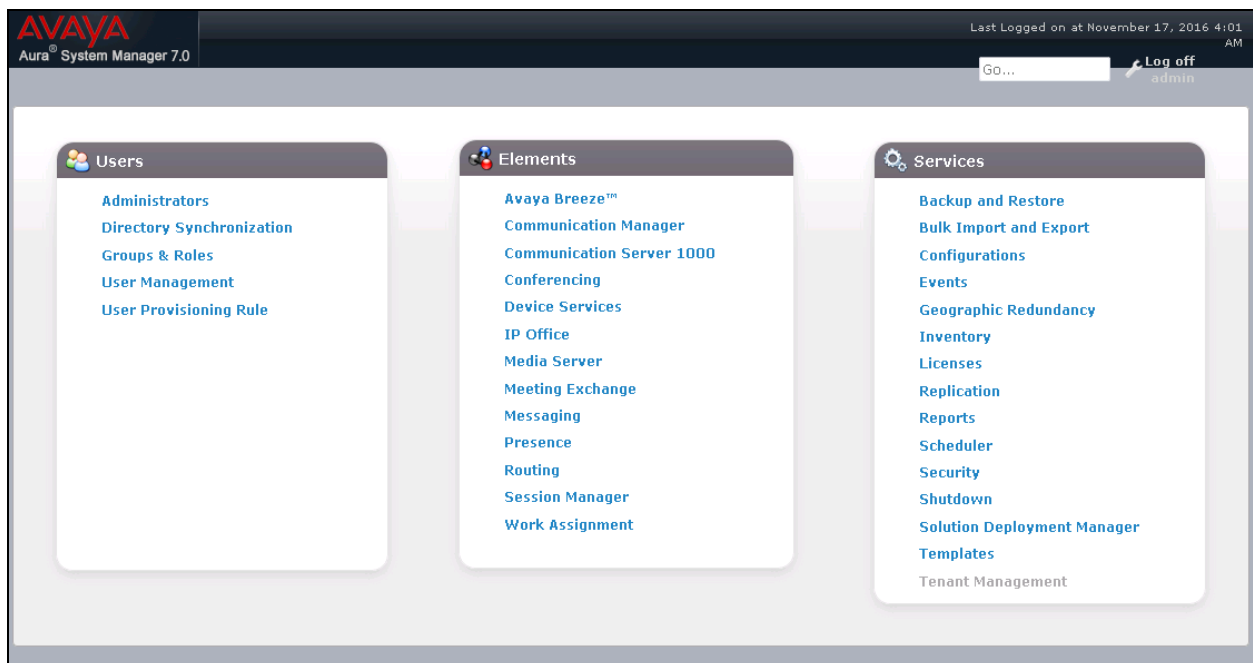 AVAYA
Aura® System Manager 7.0
Last Logged on at November 17, 2016 4:01
AM
Go...
Log off
admin
Users
Administrators
Directory Synchronization
Groups & Roles
User Management
User Provisioning Rule
Elements
Avaya Breeze™
Communication Manager
Communication Server 1000
Conferencing
Device Services
IP Office
Media Server
Meeting Exchange
Messaging
Presence
Routing
Session Manager
Work Assignment
Services
Backup and Restore
Bulk Import and Export
Configurations
Events
Geographic Redundancy
Inventory
Licenses
Replication
Reports
Scheduler
Security
Shutdown
Solution Deployment Manager
Templates
Tenant Management